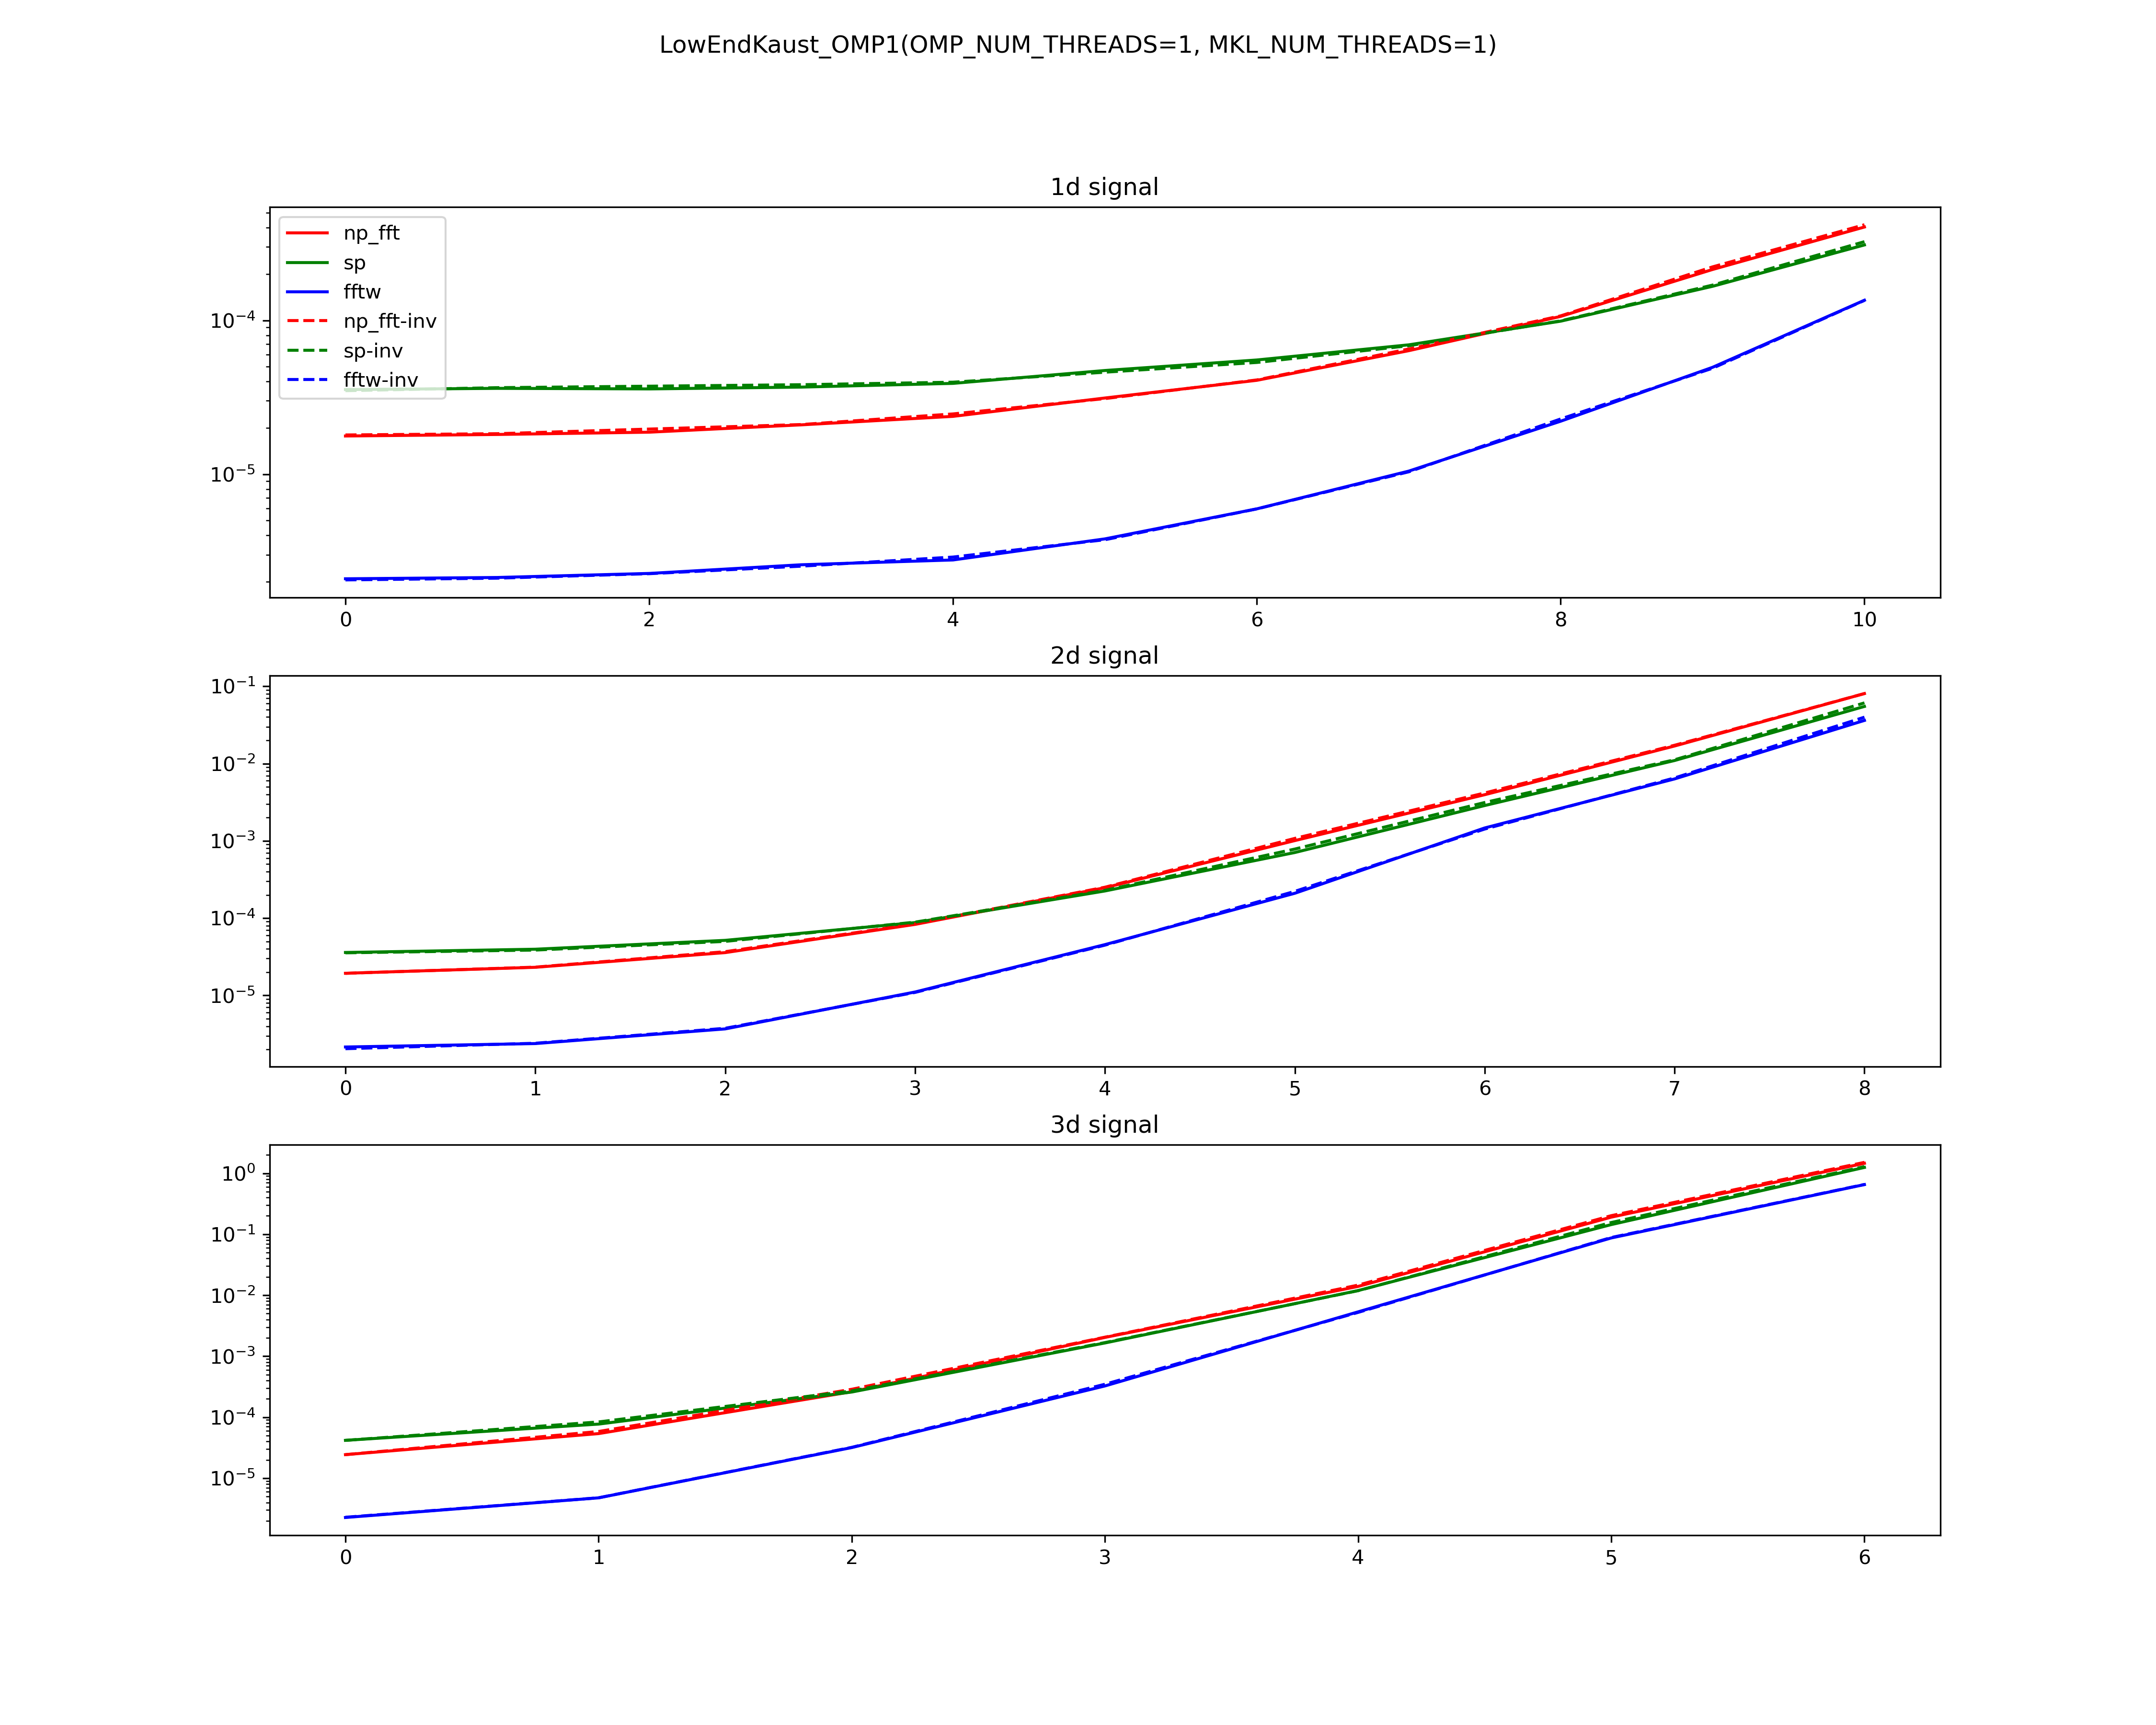 LowEndKaust_OMP1(OMP_NUM_THREADS=1, MKL_NUM_THREADS=1)
1d signal
np_fft
sp
fftw
np_fft-inv
sp-inv
fftw-inv
10⁻⁴
10⁻⁵
0 2 4 6 8 10
2d signal
10⁻¹
10⁻²
10⁻³
10⁻⁴
10⁻⁵
0 1 2 3 4 5 6 7 8
3d signal
10⁰
10⁻¹
10⁻²
10⁻³
10⁻⁴
10⁻⁵
0 1 2 3 4 5 6